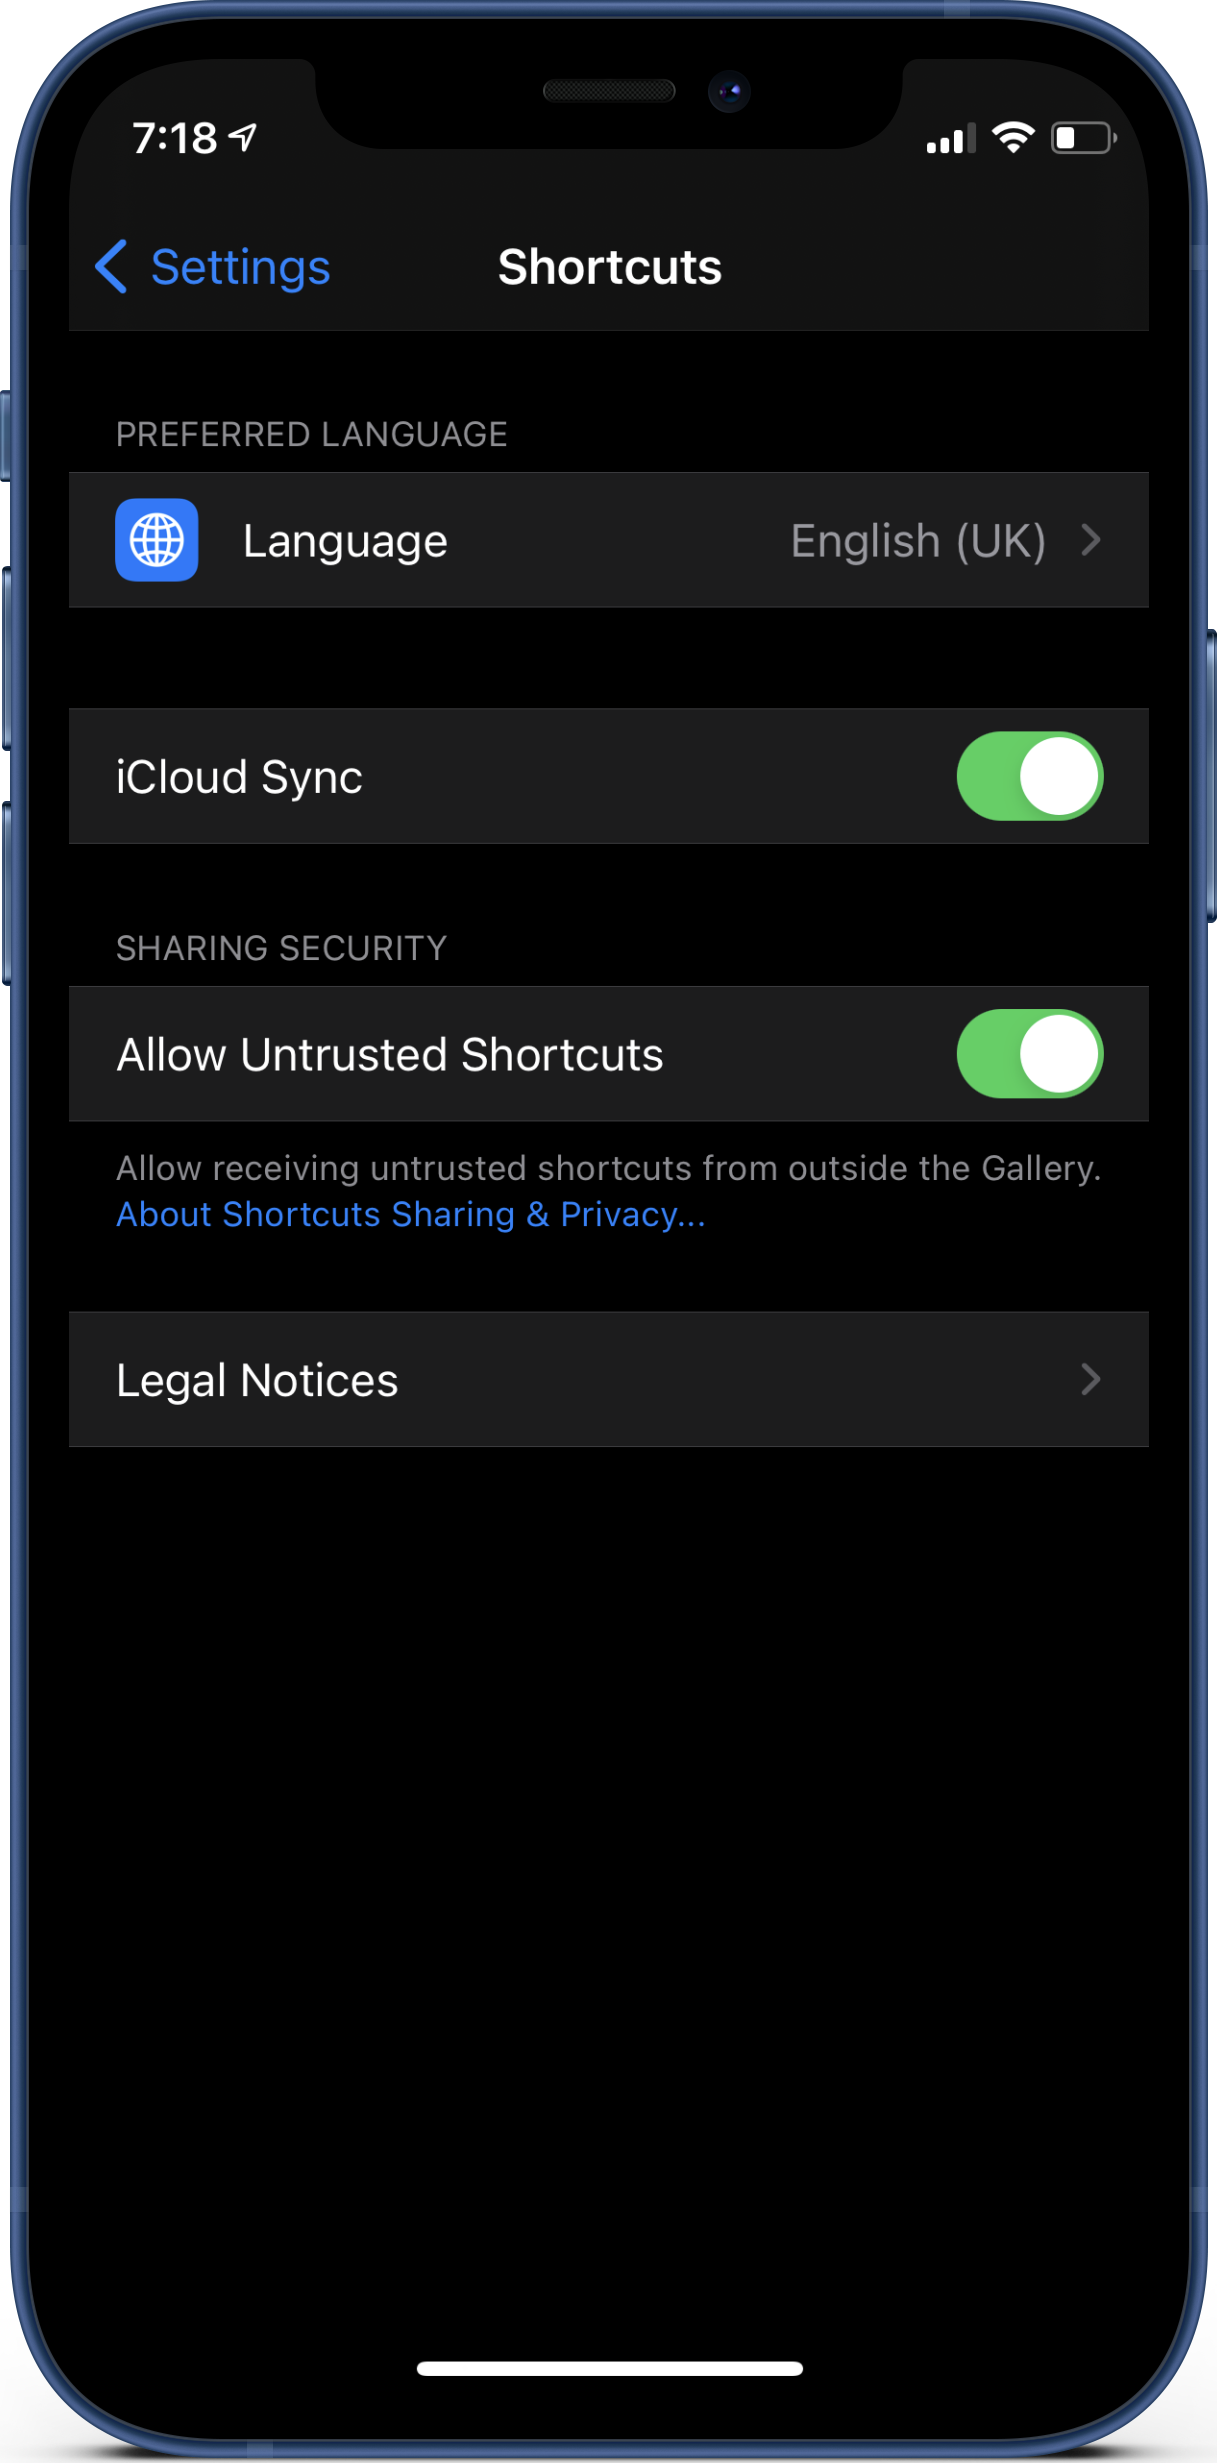 7:18
Settings
Shortcuts
PREFERRED LANGUAGE
Language
English (UK)
iCloud Sync
SHARING SECURITY
Allow Untrusted Shortcuts
Allow receiving untrusted shortcuts from outside the Gallery.
About Shortcuts Sharing & Privacy...
Legal Notices